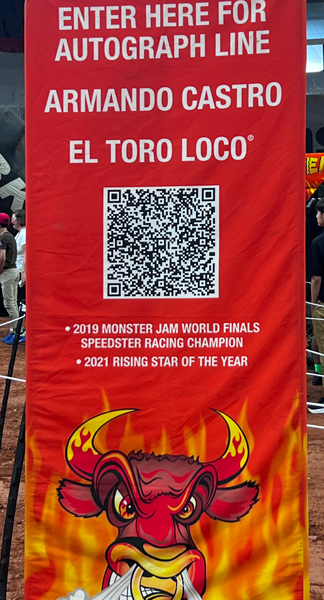 ENTER HERE FOR
AUTOGRAPH LINE
ARMANDO CASTRO
EL TORO LOCO®
• 2019 MONSTER JAM WORLD FINALS
SPEEDSTER RACING CHAMPION
• 2021 RISING STAR OF THE YEAR